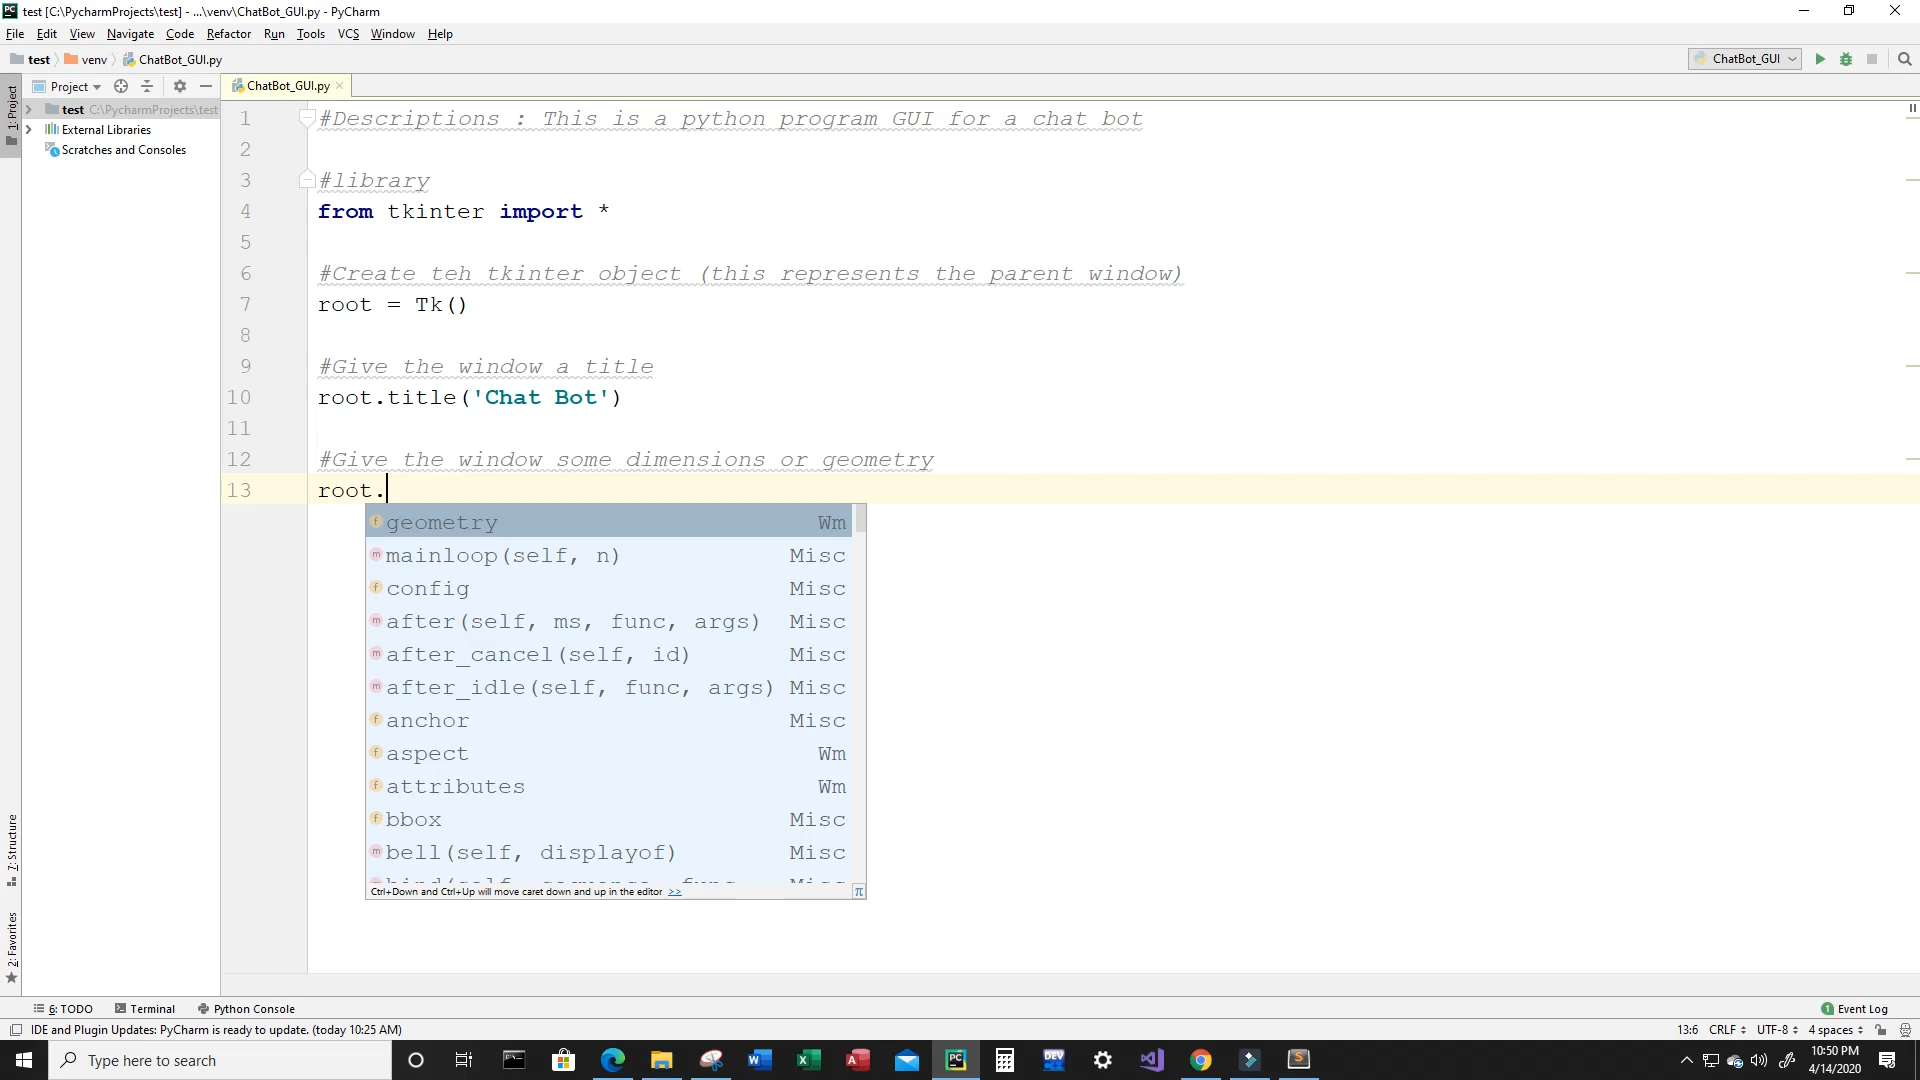 test [C:\PycharmProjects\test] - ...\venv\ChatBot_GUI.py - PyCharm
File Edit View Navigate Code Refactor Run Tools VCS Window Help
test venv ChatBot_GUI.py
ChatBot_GUI
Project
ChatBot_GUI.py
1: Project
test C:\PycharmProjects\test
External Libraries
Scratches and Consoles
1 #Descriptions : This is a python program GUI for a chat bot
2
3 #library
4 from tkinter import *
5
6 #Create teh tkinter object (this represents the parent window)
7 root = Tk()
8
9 #Give the window a title
10 root.title('Chat Bot')
11
12 #Give the window some dimensions or geometry
13 root.
f geometry Wm
m mainloop(self, n) Misc
f config Misc
m after(self, ms, func, args) Misc
m after_cancel(self, id) Misc
m after_idle(self, func, args) Misc
f anchor Misc
f aspect Wm
f attributes Wm
f bbox Misc
m bell(self, displayof) Misc
Ctrl+Down and Ctrl+Up will move caret down and up in the editor >> π
7: Structure
2: Favorites
6: TODO Terminal Python Console
1 Event Log
IDE and Plugin Updates: PyCharm is ready to update. (today 10:25 AM)
13:6 CRLF UTF-8 4 spaces
Type here to search
10:50 PM
4/14/2020